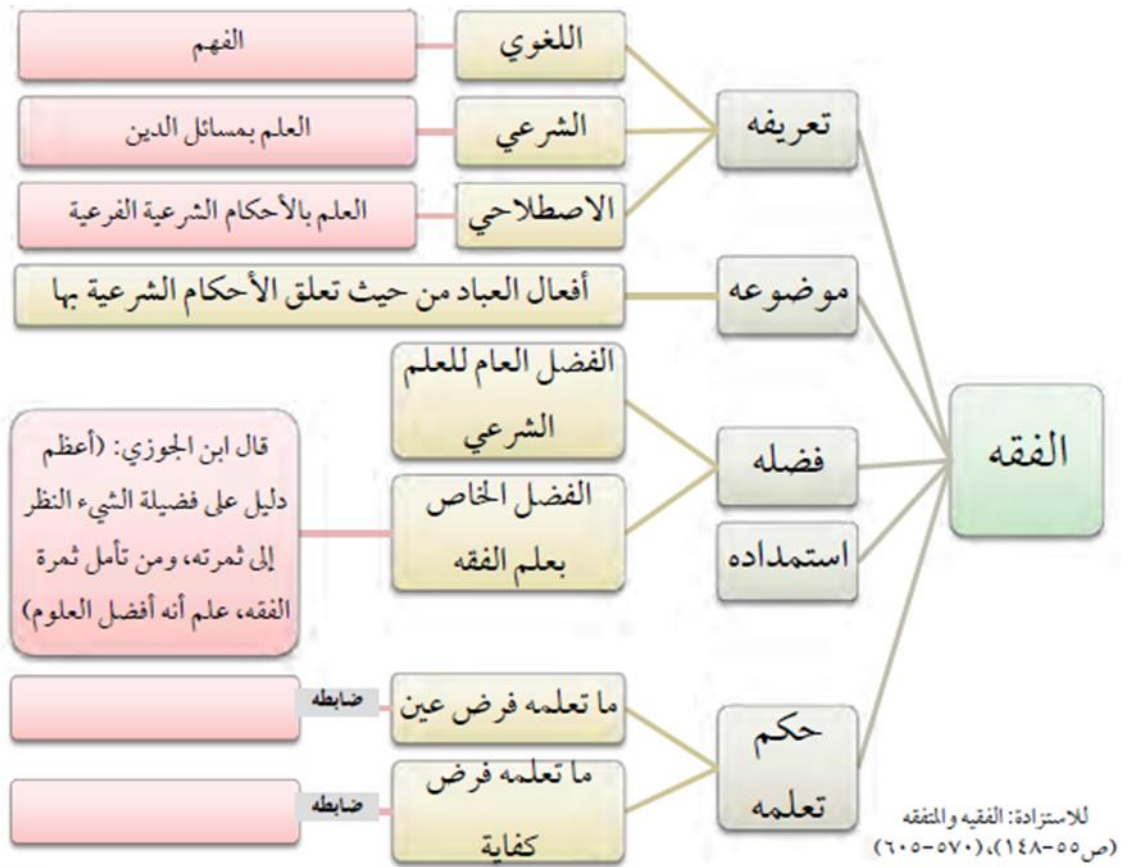 الفقه
تعريفه
اللغوي
الفهم
الشرعي
العلم بمسائل الدين
الاصطلاحي
العلم بالأحكام الشرعية الفرعية
موضوعه
أفعال العباد من حيث تعلق الأحكام الشرعية بها
فضله
الفضل العام للعلم
الشرعي
الفضل الخاص
بعلم الفقه
قال ابن الجوزي: (أعظم
دليل على فضيلة الشيء النظر
إلى ثمرته، ومن تأمل ثمرة
الفقه، علم أنه أفضل العلوم)
استمداده
حكم
تعلمه
ما تعلمه فرض عين
ضابطه
ما تعلمه فرض
كفاية
ضابطه
للاستزادة: الفقيه والمتفقه
(ص٥٥-١٤٨)، (٥٧٠-٦٠٥)